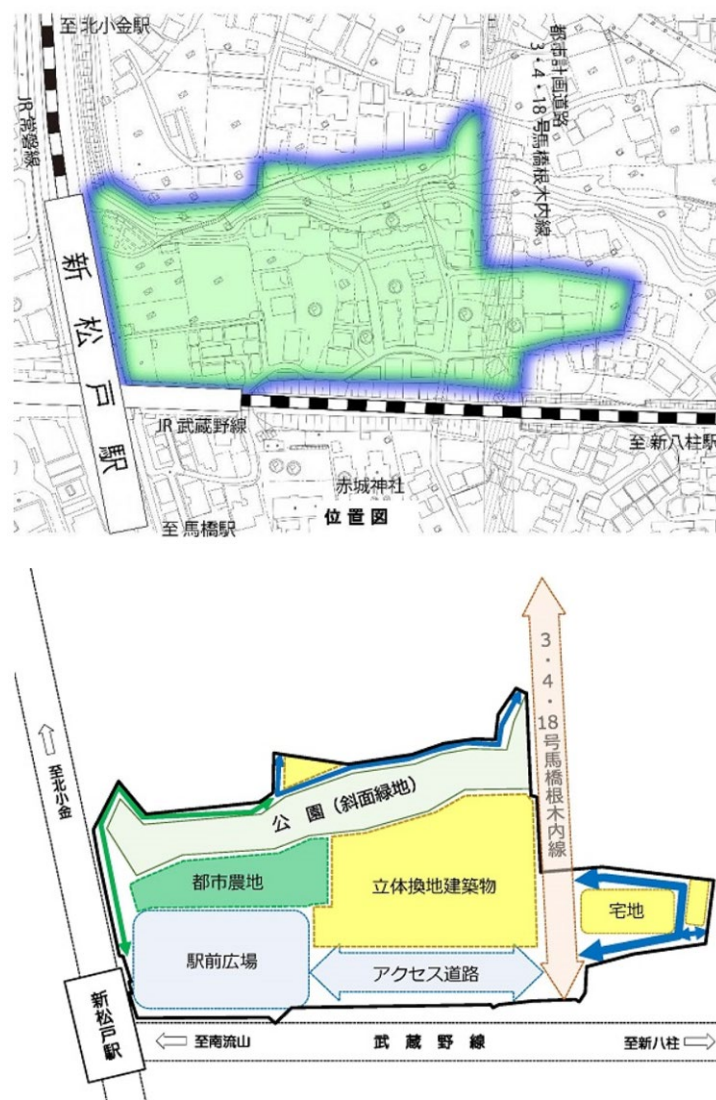 至 北小金駅
都市計画道路
3・4・18号馬橋根木内線
JR 常磐線
新松戸駅
JR 武蔵野線
至 新八柱駅
赤城神社
至 馬橋駅
位置図
3・4・18号馬橋根木内線
至北小金
公園(斜面緑地)
都市農地
立体換地建築物
宅地
駅前広場
アクセス道路
新松戸駅
至南流山
武蔵野線
至新八柱